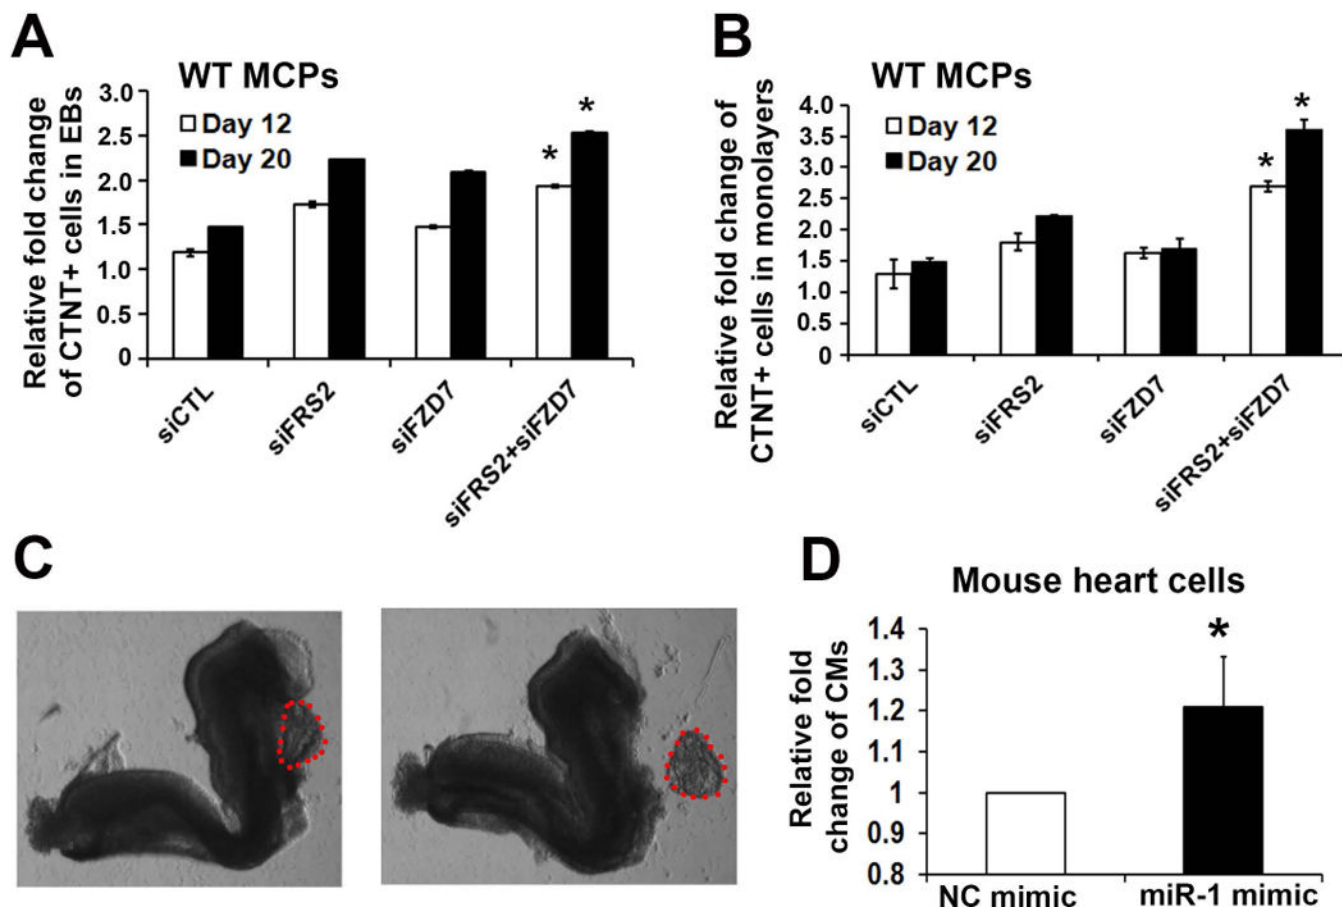 A
WT MCPs
Relative fold change
of CTNT+ cells in EBs
3.0
2.5
2.0
1.5
1.0
0.5
0
Day 12
Day 20
*
*
siCTL
siFRS2
siFZD7
siFRS2+siFZD7
B
WT MCPs
Relative fold change of
CTNT+ cells in monolayers
4.0
3.5
3.0
2.5
2.0
1.5
1.0
0.5
0
Day 12
Day 20
*
*
siCTL
siFRS2
siFZD7
siFRS2+siFZD7
C
D
Mouse heart cells
Relative fold
change of CMs
1.4
1.3
1.2
1.1
1
0.9
0.8
*
NC mimic
miR-1 mimic